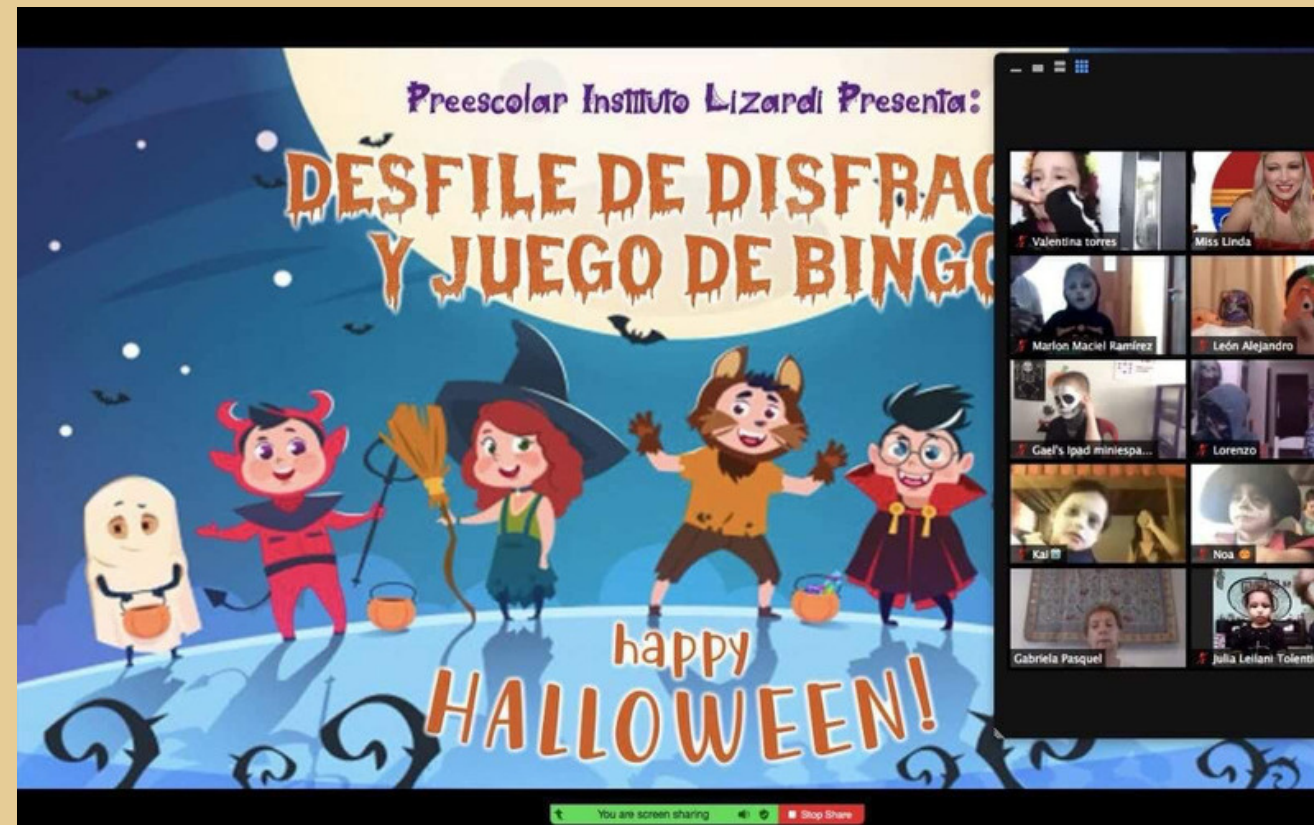 Preescolar Instituto Lizardi Presenta:
DESFILE DE DISFRAC
Y JUEGO DE BINGO
happy
HALLOWEEN!
Valentina torres
Miss Linda
Marlon Maciel Ramírez
León Alejandro
Gael's Ipad miniespa...
Lorenzo
Kai
Noa
Gabriela Pasquel
Julia Leilani Tolenti
You are screen sharing
Stop Share